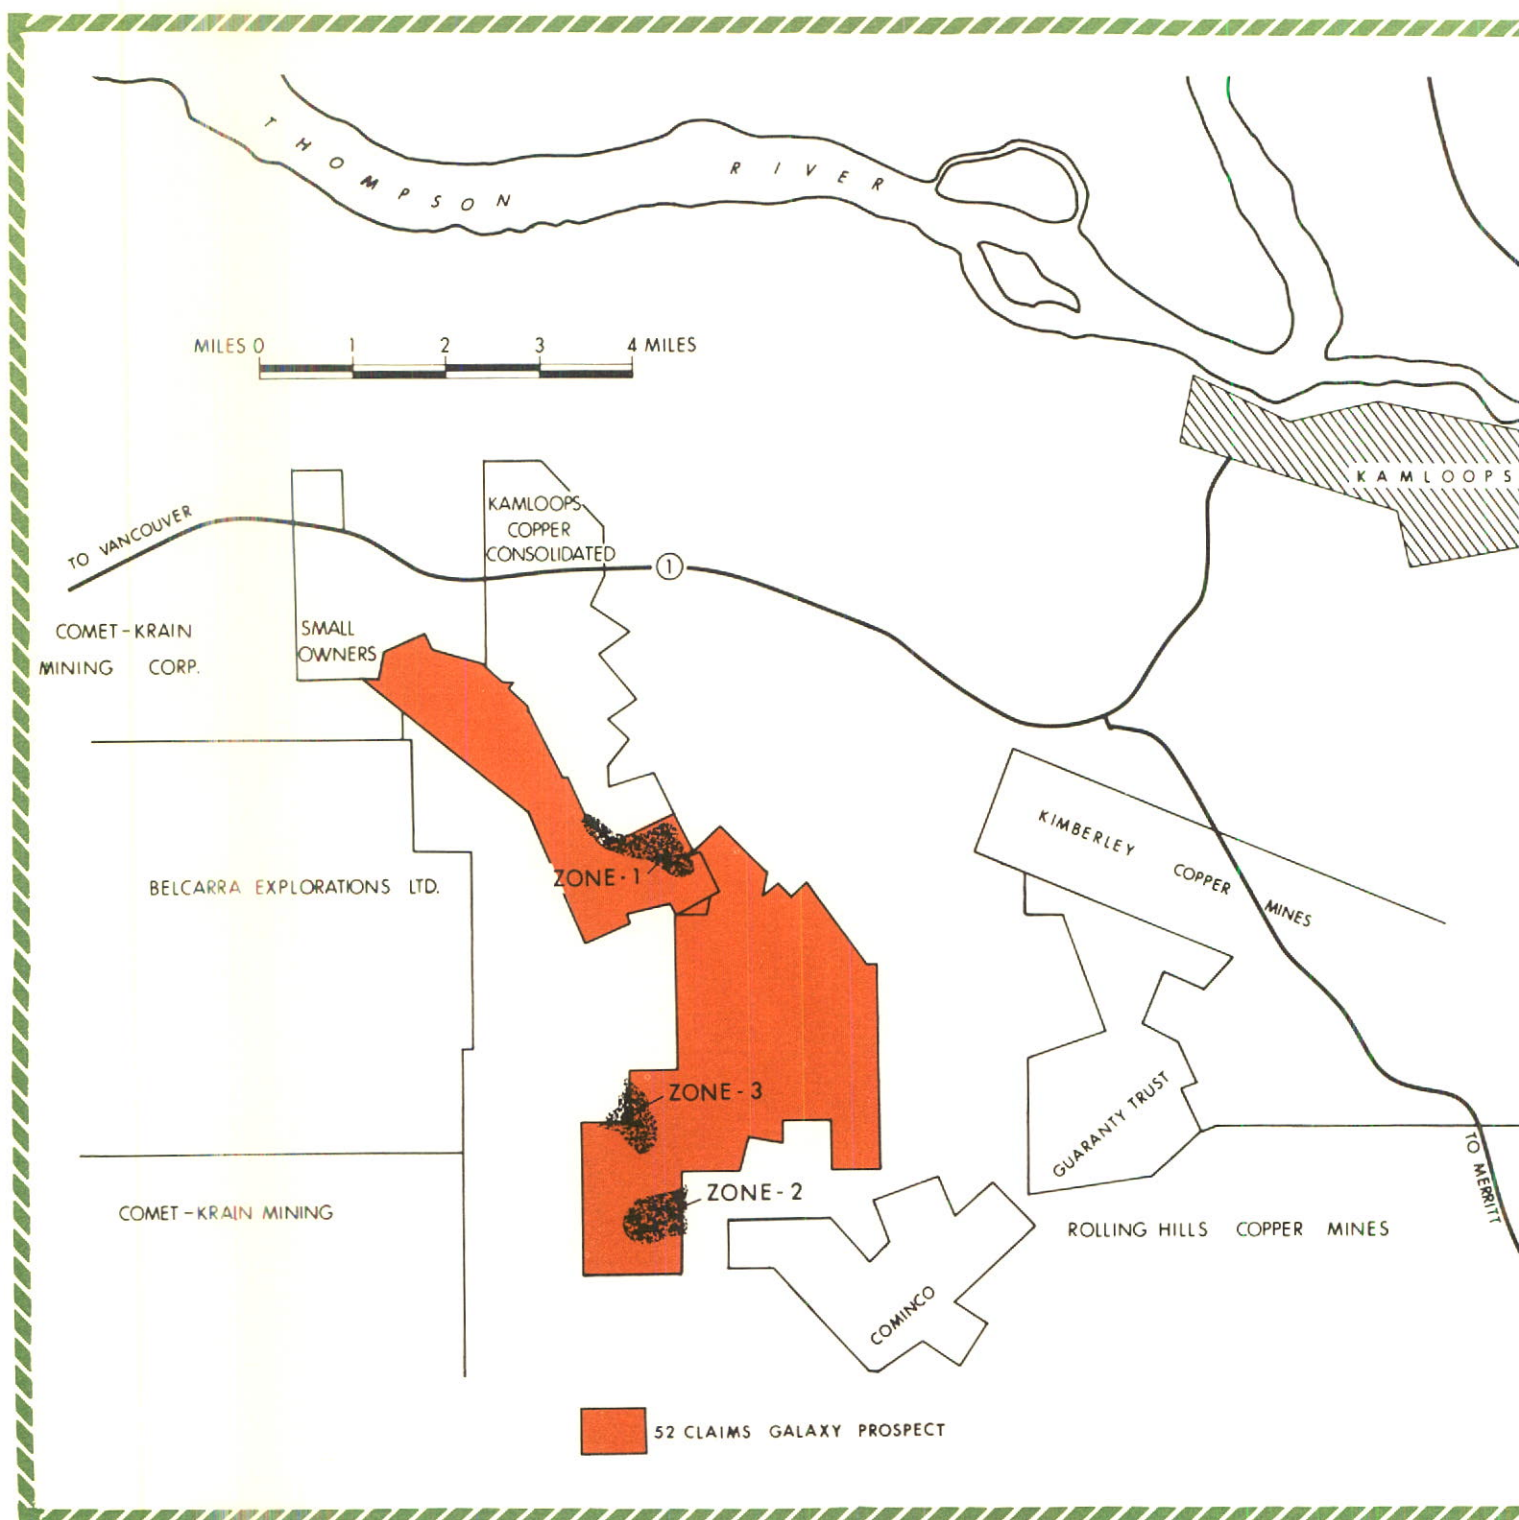 THOMPSON RIVER
MILES 0 1 2 3 4 MILES
KAMLOOPS
TO VANCOUVER
KAMLOOPS
COPPER
CONSOLIDATED
1
COMET-KRAIN
MINING CORP.
SMALL
OWNERS
KIMBERLEY COPPER MINES
ZONE-1
BELCARRA EXPLORATIONS LTD.
ZONE-3
GUARANTY TRUST
TO MERRITT
ZONE-2
COMET-KRAIN MINING
ROLLING HILLS COPPER MINES
COMINCO
52 CLAIMS GALAXY PROSPECT